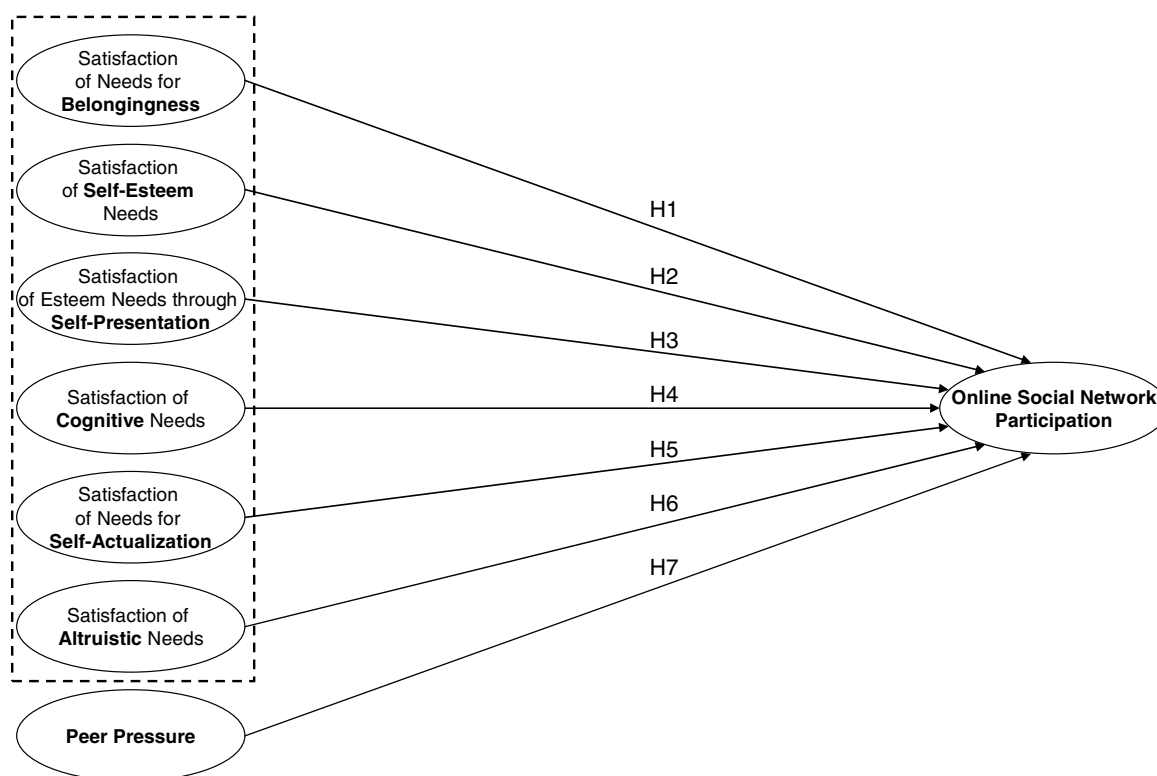 Satisfaction
of Needs for
Belongingness
Satisfaction
of Self-Esteem
Needs
Satisfaction
of Esteem Needs through
Self-Presentation
Satisfaction of
Cognitive Needs
Satisfaction
of Needs for
Self-Actualization
Satisfaction of
Altruistic Needs
Peer Pressure
H1
H2
H3
H4
H5
H6
H7
Online Social Network
Participation